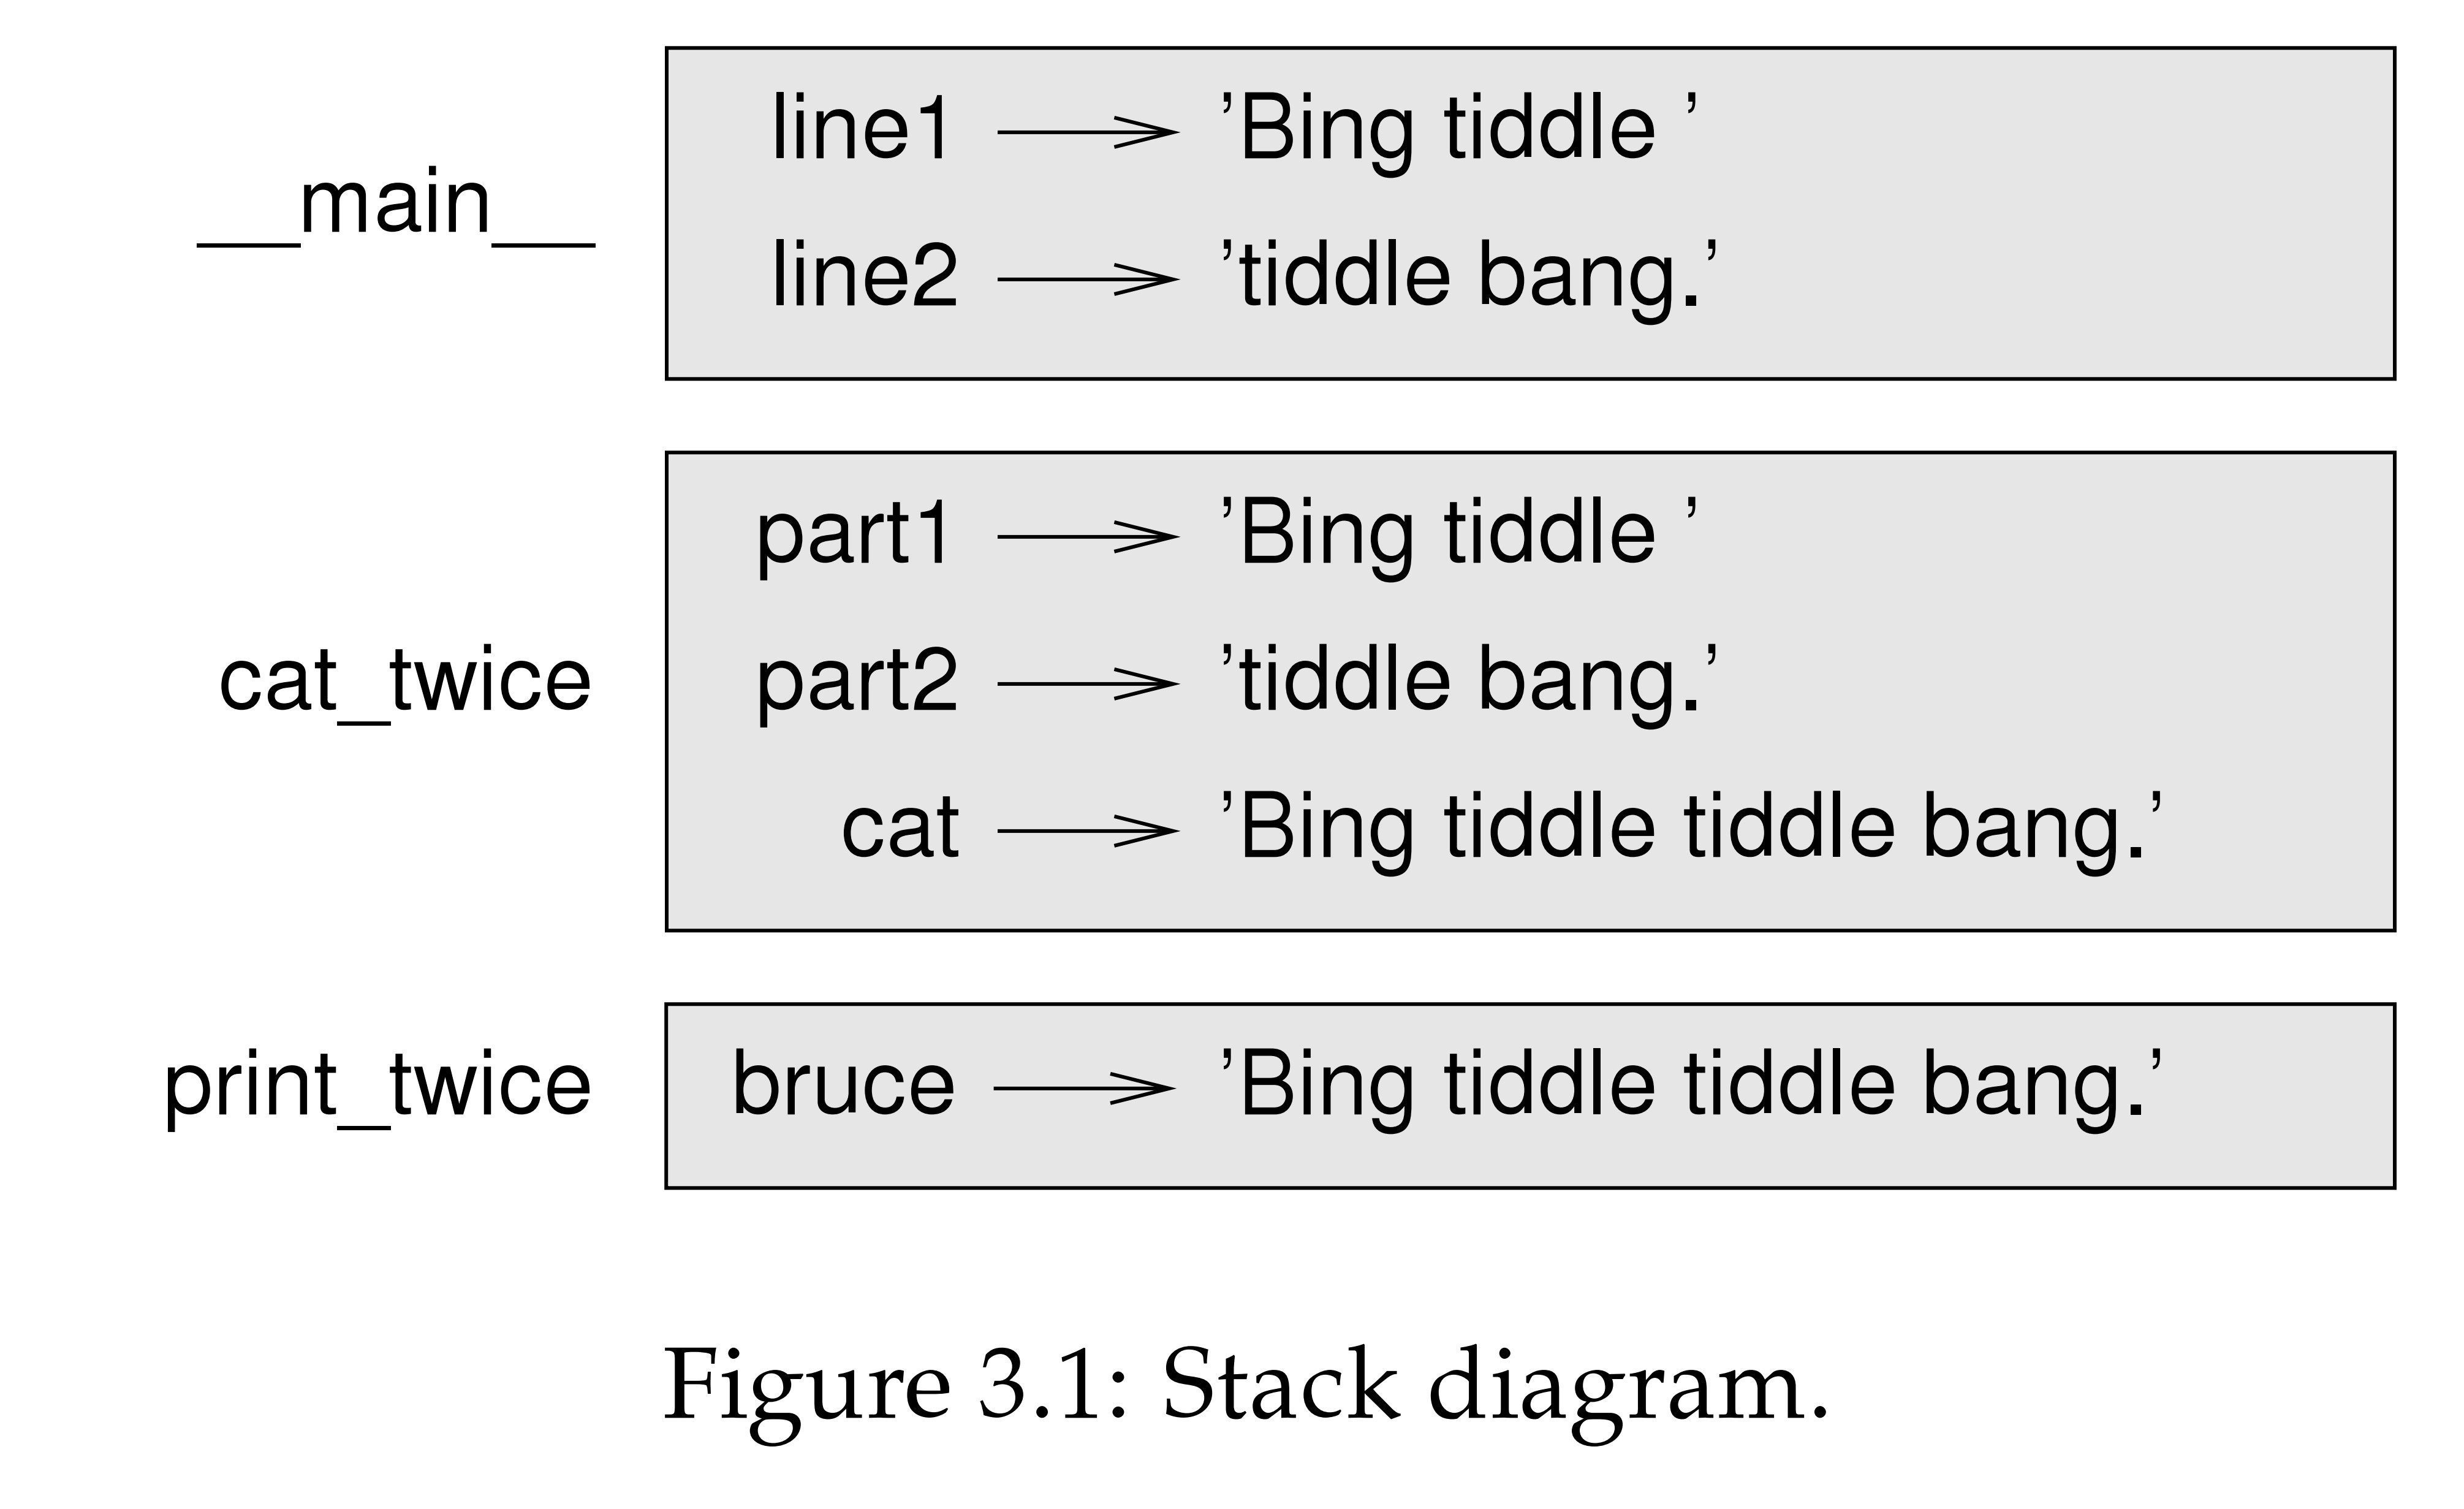 line1 ’Bing tiddle ’
__main__
line2 ’tiddle bang.’
part1 ’Bing tiddle ’
cat_twice part2 ’tiddle bang.’
cat ’Bing tiddle tiddle bang.’
print_twice bruce ’Bing tiddle tiddle bang.’
Figure 3.1: Stack diagram.